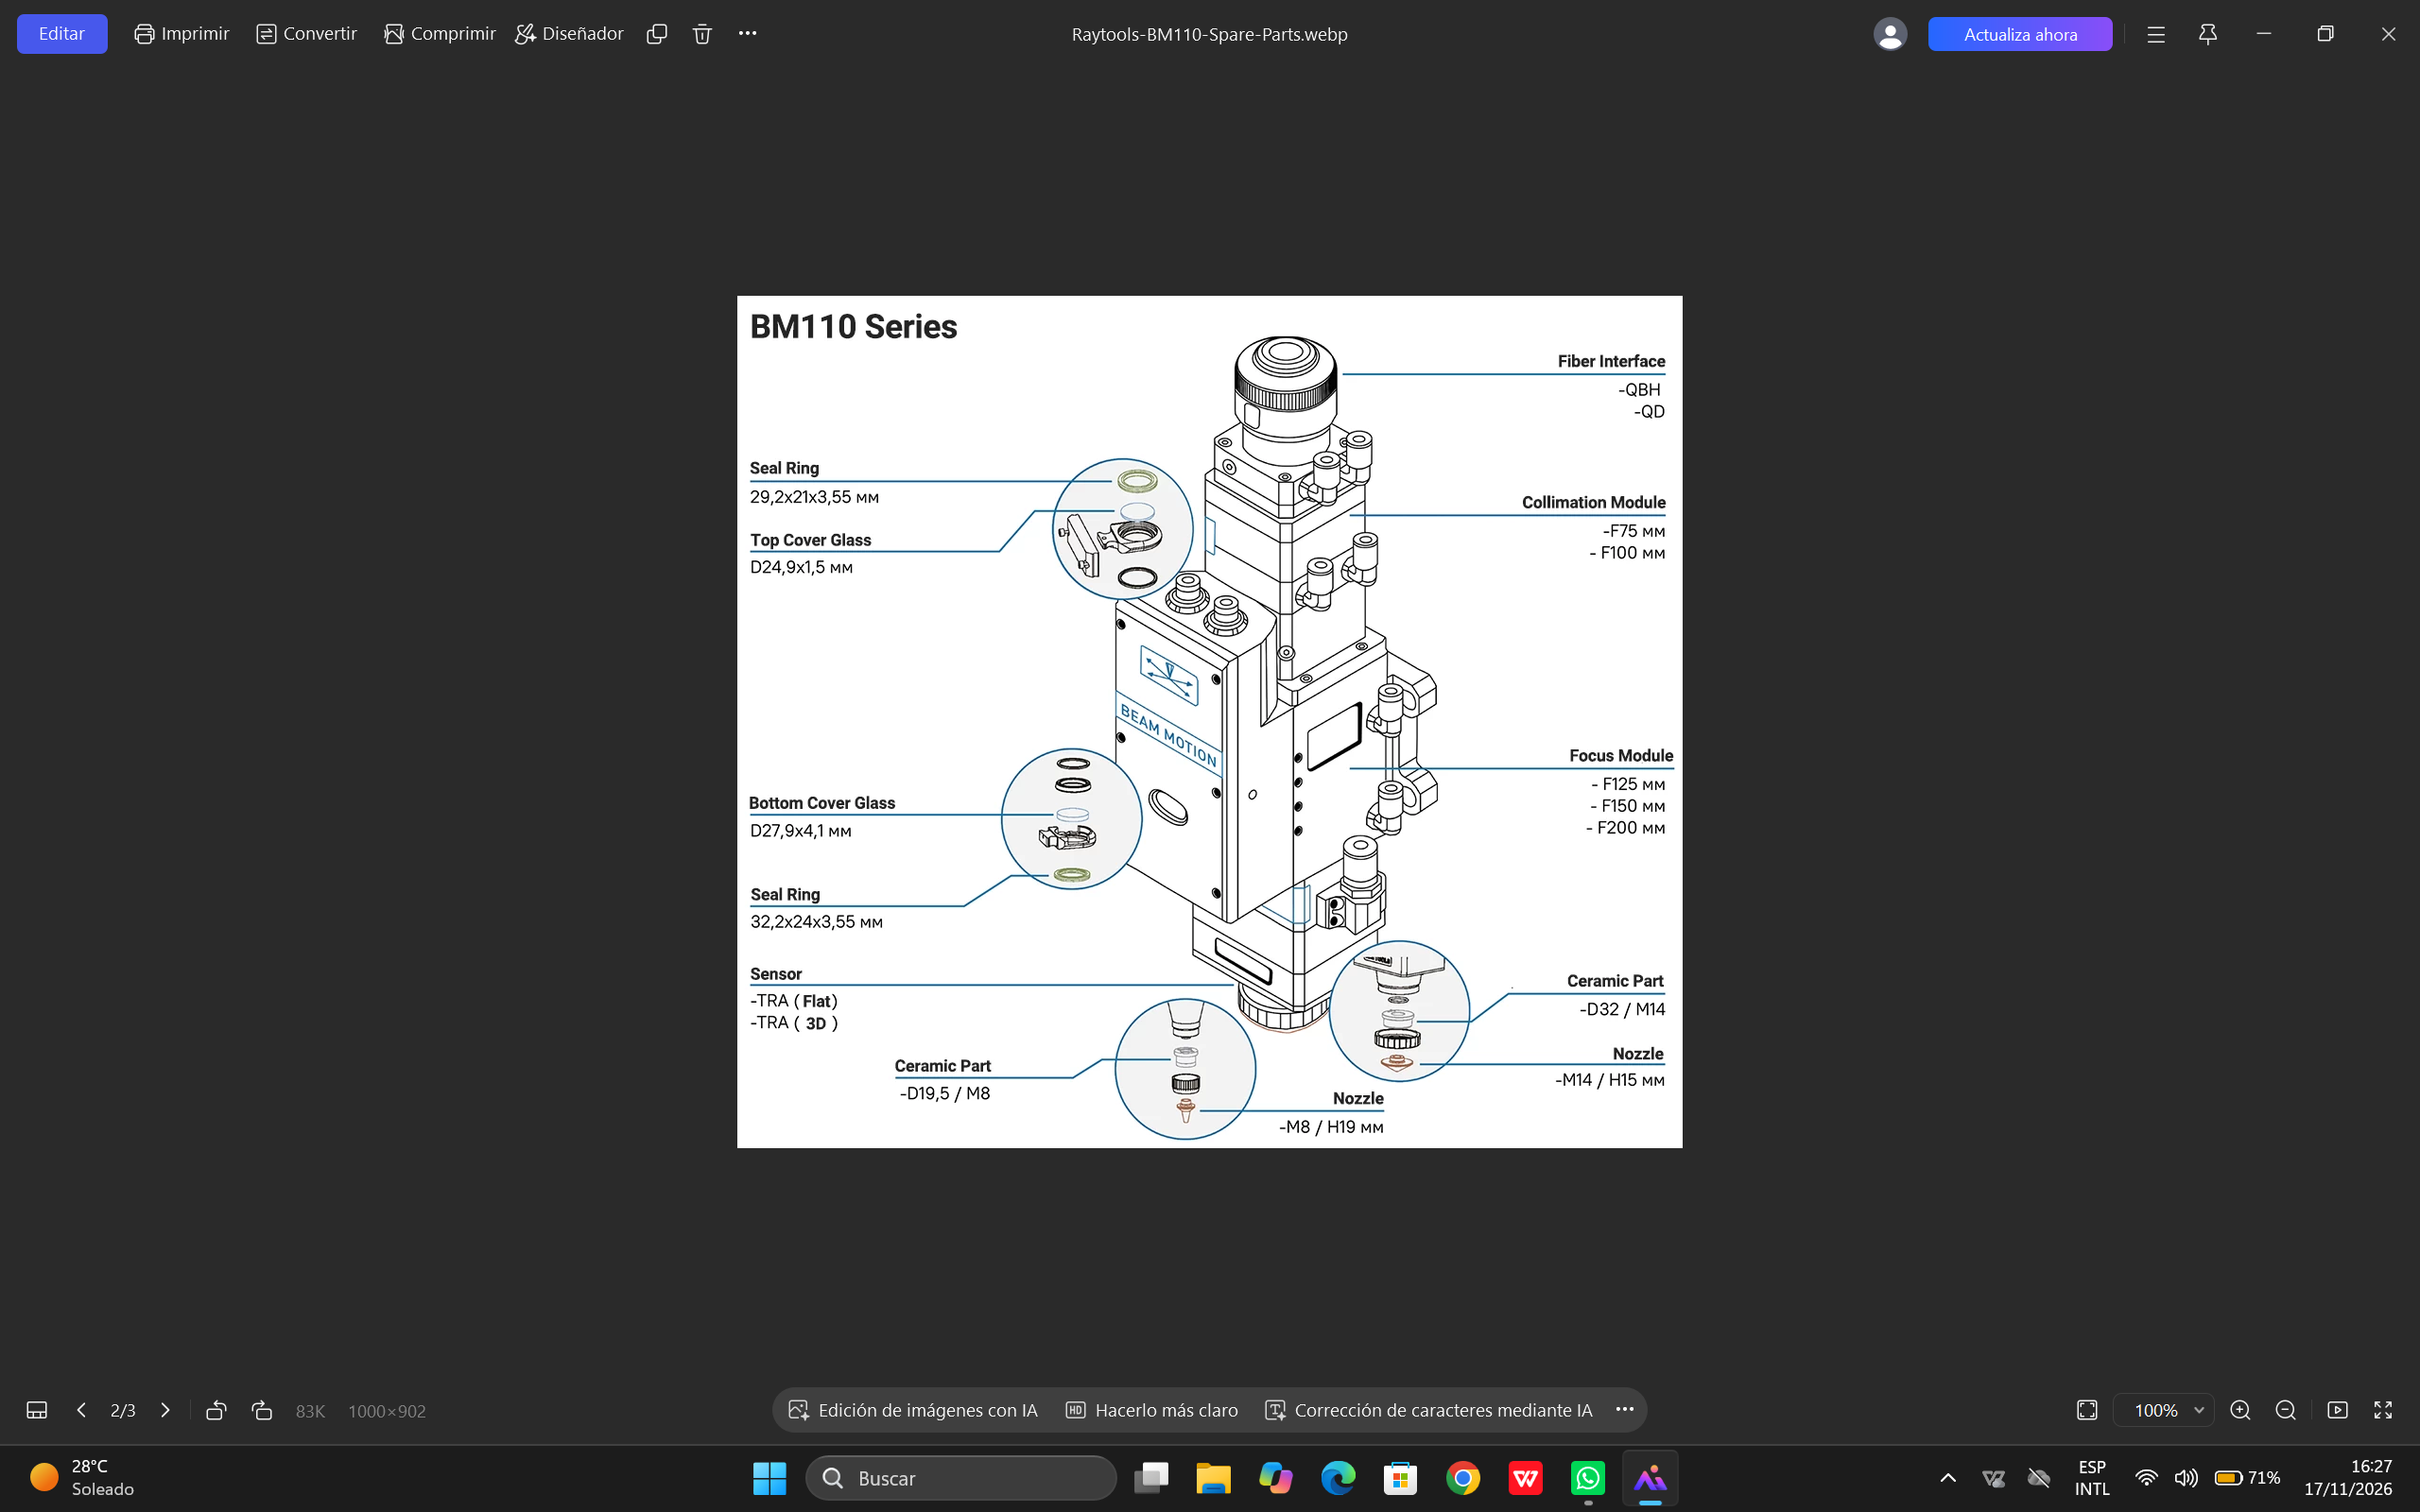 Editar
Imprimir
Convertir
Comprimir
Diseñador
Raytools-BM110-Spare-Parts.webp
Actualiza ahora
BM110 Series
Fiber Interface
-QBH
-QD
Seal Ring
29,2x21x3,55 мм
Top Cover Glass
D24,9x1,5 мм
Collimation Module
-F75 мм
- F100 мм
BEAM MOTION
Focus Module
- F125 мм
- F150 мм
- F200 мм
Bottom Cover Glass
D27,9x4,1 мм
Seal Ring
32,2x24x3,55 мм
Sensor
-TRA ( Flat)
-TRA ( 3D )
Ceramic Part
-D32 / M14
Nozzle
-M14 / H15 мм
Ceramic Part
-D19,5 / M8
Nozzle
-M8 / H19 мм
2/3
83K
1000×902
Edición de imágenes con IA
HD
Hacerlo más claro
Corrección de caracteres mediante IA
100%
28°C
Soleado
Buscar
ESP
INTL
71%
16:27
17/11/2026